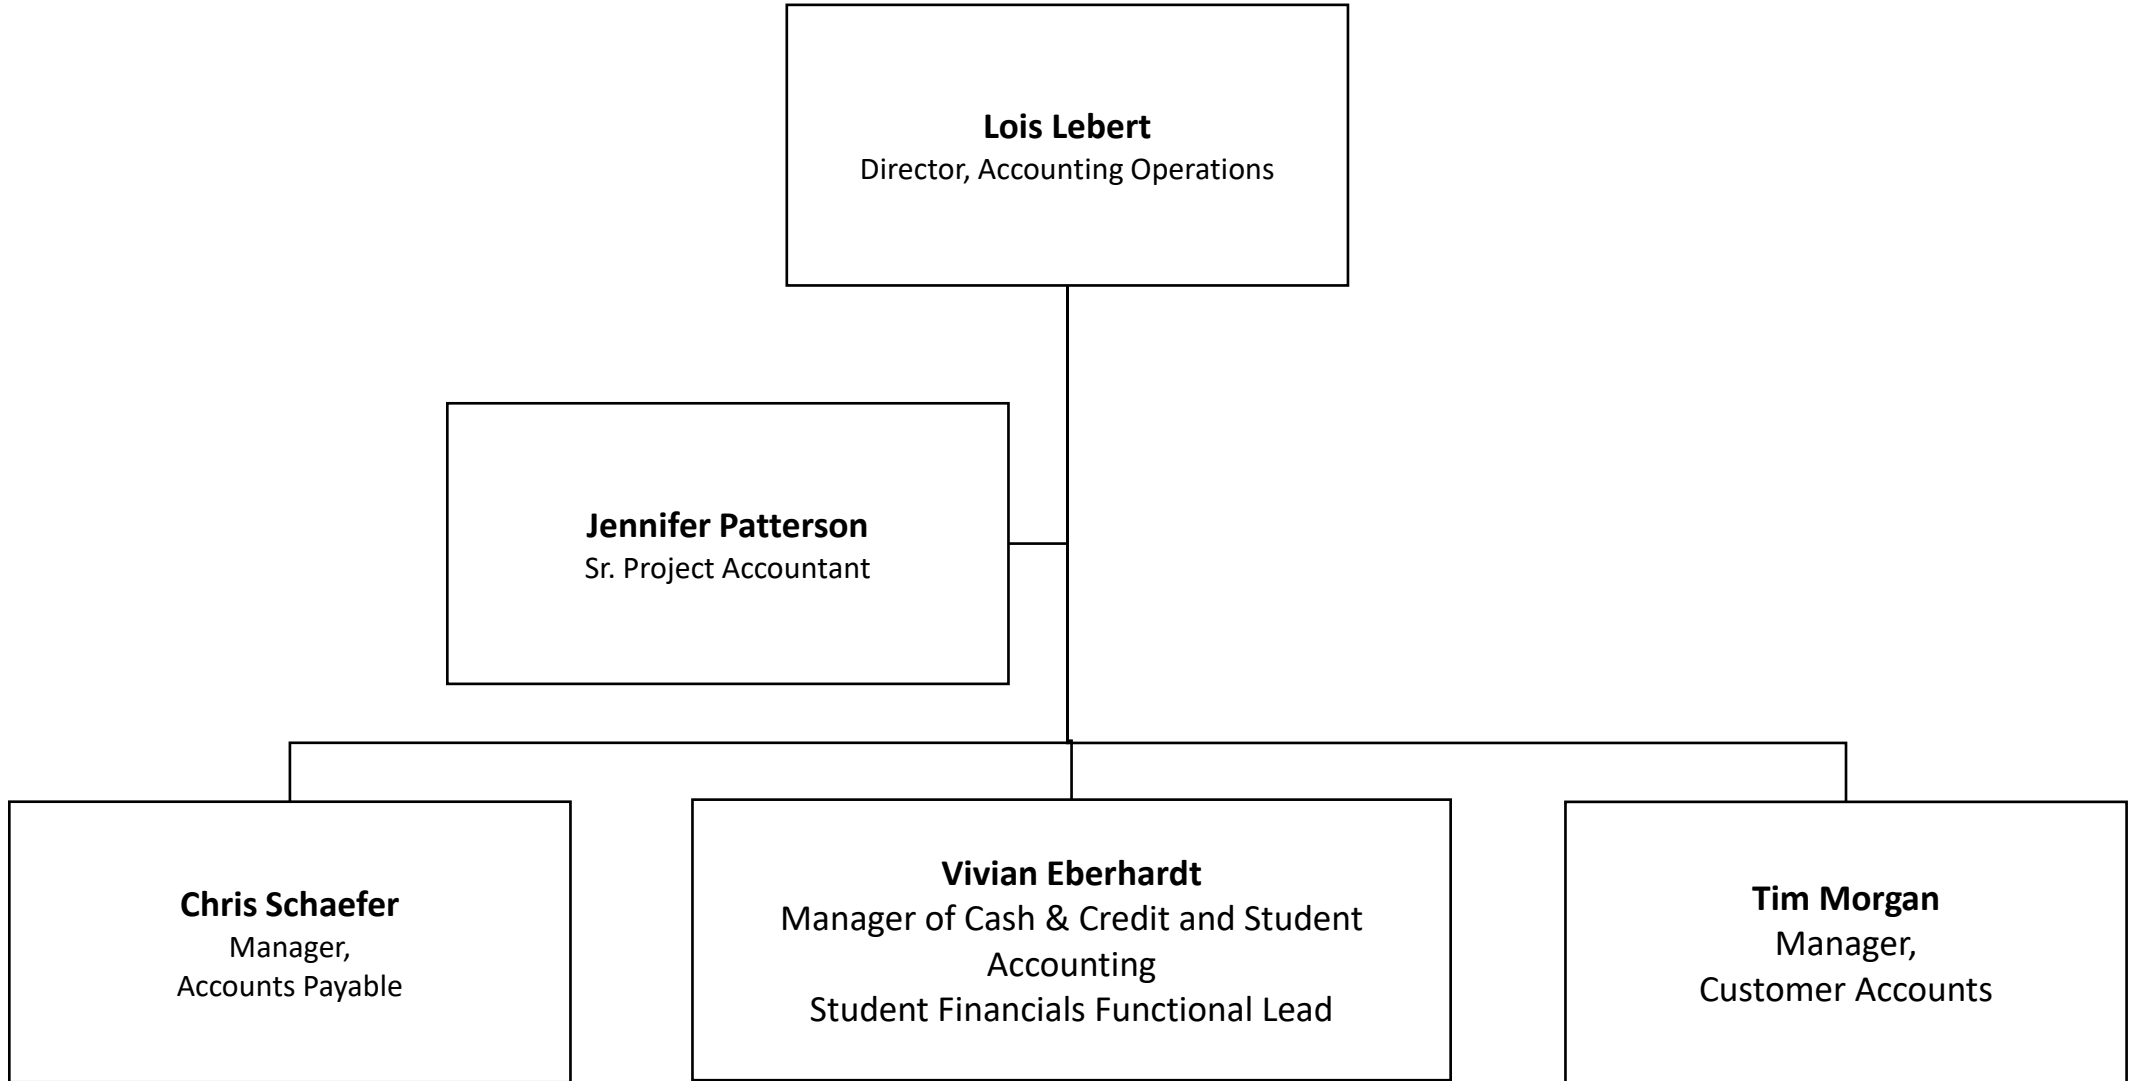 Lois Lebert
Director, Accounting Operations
Jennifer Patterson
Sr. Project Accountant
Chris Schaefer
Manager,
Accounts Payable
Vivian Eberhardt
Manager of Cash & Credit and Student
Accounting
Student Financials Functional Lead
Tim Morgan
Manager,
Customer Accounts